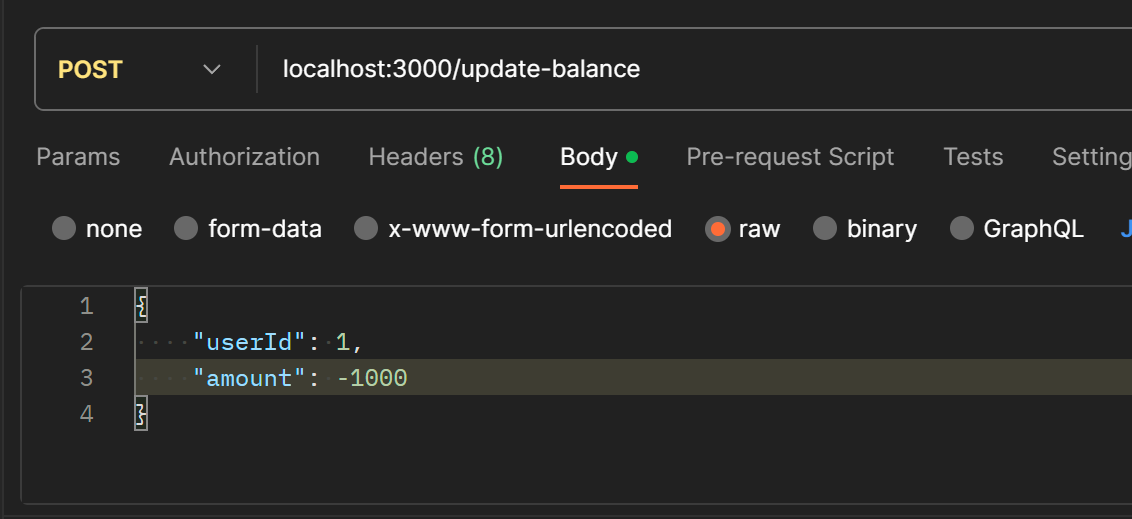 POST localhost:3000/update-balance
Params Authorization Headers (8) Body Pre-request Script Tests Setting
none form-data x-www-form-urlencoded raw binary GraphQL J
1 {
2 "userId": 1,
3 "amount": -1000
4 }